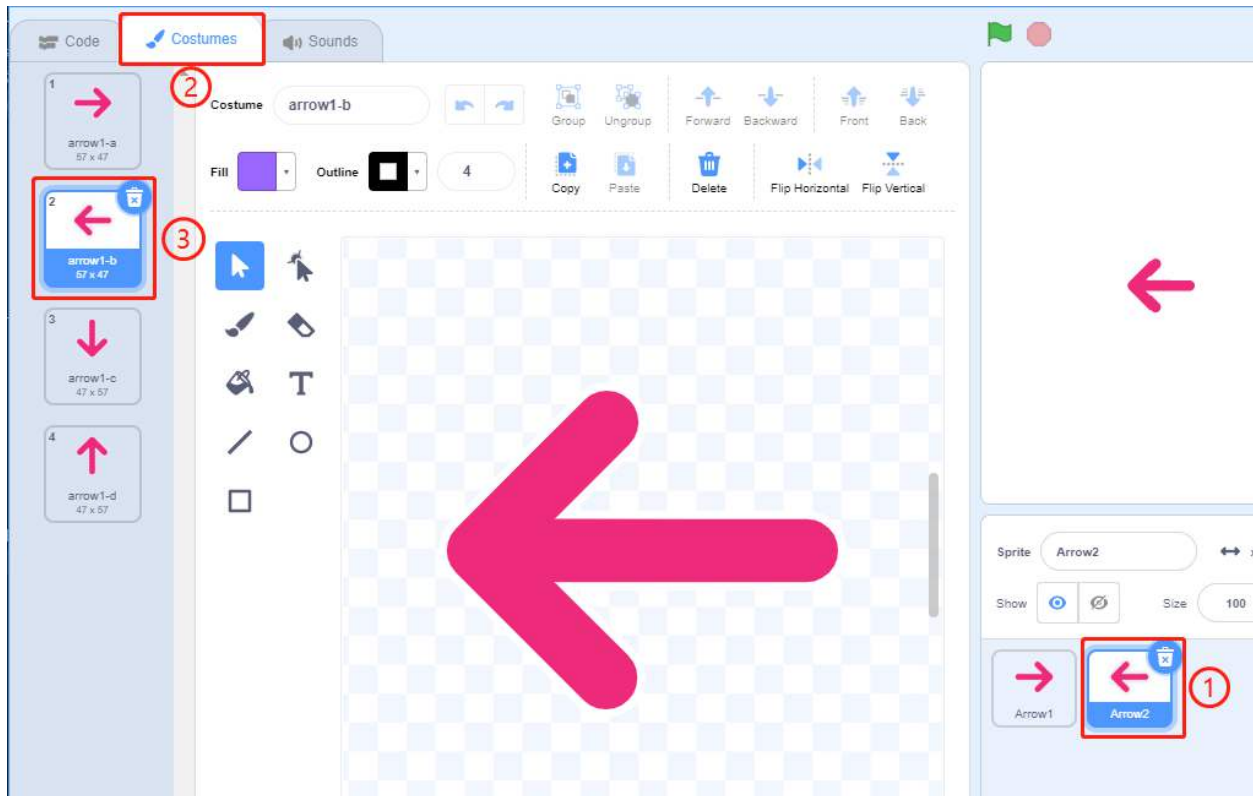 Code
Costumes
Sounds
②
1
arrow1-a
57 x 47
2
arrow1-b
57 x 47
③
3
arrow1-c
47 x 57
4
arrow1-d
47 x 57
Costume arrow1-b
Group Ungroup Forward Backward Front Back
Fill Outline 4
Copy Paste Delete Flip Horizontal Flip Vertical
T
Sprite Arrow2
Show Size 100
Arrow1 Arrow2
①